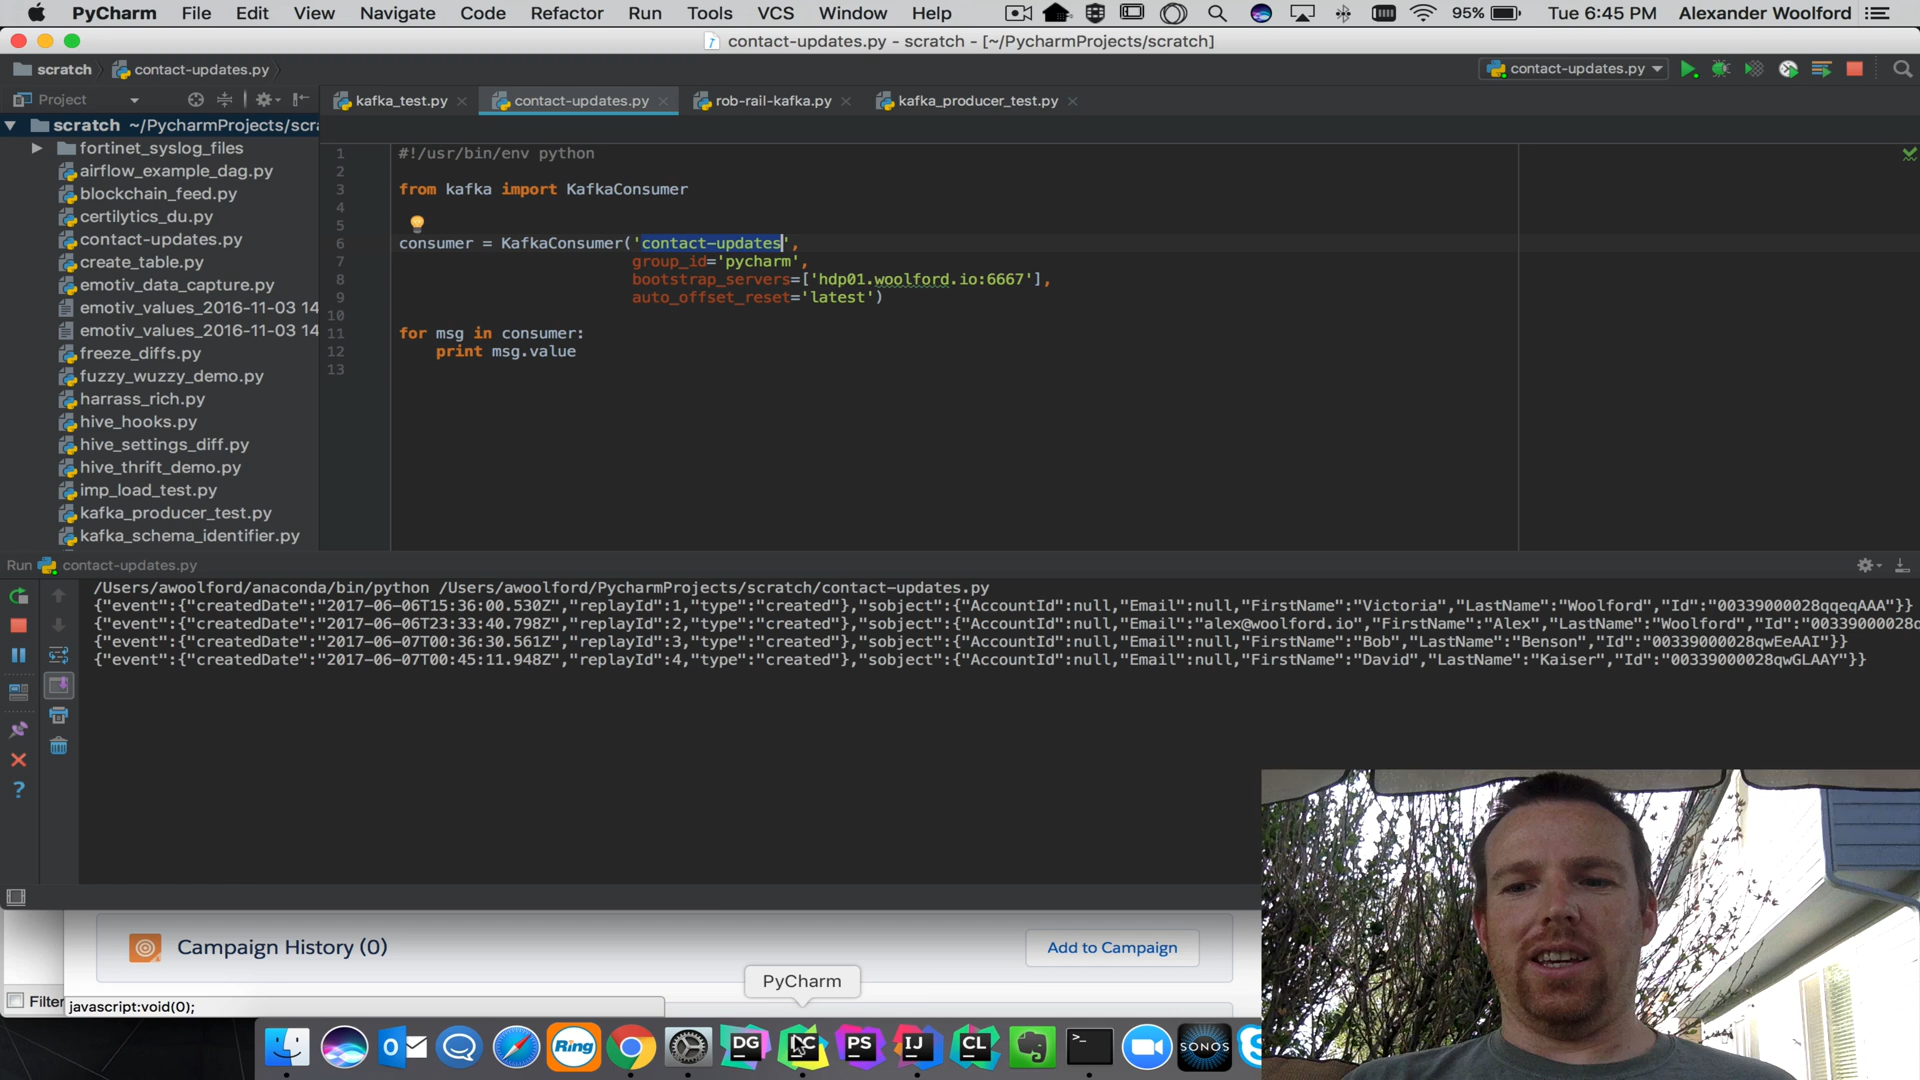 PyCharm File Edit View Navigate Code Refactor Run Tools VCS Window Help 95% Tue 6:45 PM Alexander Woolford
contact-updates.py - scratch - [~/PycharmProjects/scratch]
scratch contact-updates.py contact-updates.py
Project kafka_test.py contact-updates.py rob-rail-kafka.py kafka_producer_test.py
scratch ~/PycharmProjects/scra
fortinet_syslog_files
airflow_example_dag.py
blockchain_feed.py
certilytics_du.py
contact-updates.py
create_table.py
emotiv_data_capture.py
emotiv_values_2016-11-03 14
emotiv_values_2016-11-03 14
freeze_diffs.py
fuzzy_wuzzy_demo.py
harrass_rich.py
hive_hooks.py
hive_settings_diff.py
hive_thrift_demo.py
imp_load_test.py
kafka_producer_test.py
kafka_schema_identifier.py
1 #!/usr/bin/env python
2
3 from kafka import KafkaConsumer
4
5
6 consumer = KafkaConsumer('contact-updates',
7 group_id='pycharm',
8 bootstrap_servers=['hdp01.woolford.io:6667'],
9 auto_offset_reset='latest')
10
11 for msg in consumer:
12 print msg.value
13
Run contact-updates.py
/Users/awoolford/anaconda/bin/python /Users/awoolford/PycharmProjects/scratch/contact-updates.py
{"event":{"createdDate":"2017-06-06T15:36:00.530Z","replayId":1,"type":"created"},"sobject":{"AccountId":null,"Email":null,"FirstName":"Victoria","LastName":"Woolford","Id":"00339000028qqeqAAA"}}
{"event":{"createdDate":"2017-06-06T23:33:40.798Z","replayId":2,"type":"created"},"sobject":{"AccountId":null,"Email":"alex@woolford.io","FirstName":"Alex","LastName":"Woolford","Id":"00339000028q
{"event":{"createdDate":"2017-06-07T00:36:30.561Z","replayId":3,"type":"created"},"sobject":{"AccountId":null,"Email":null,"FirstName":"Bob","LastName":"Benson","Id":"00339000028qwEeAAI"}}
{"event":{"createdDate":"2017-06-07T00:45:11.948Z","replayId":4,"type":"created"},"sobject":{"AccountId":null,"Email":null,"FirstName":"David","LastName":"Kaiser","Id":"00339000028qwGLAAY"}}
Campaign History (0) Add to Campaign
PyCharm
Filter javascript:void(0);
Ring DG PC PS IJ CL >_ SONOS